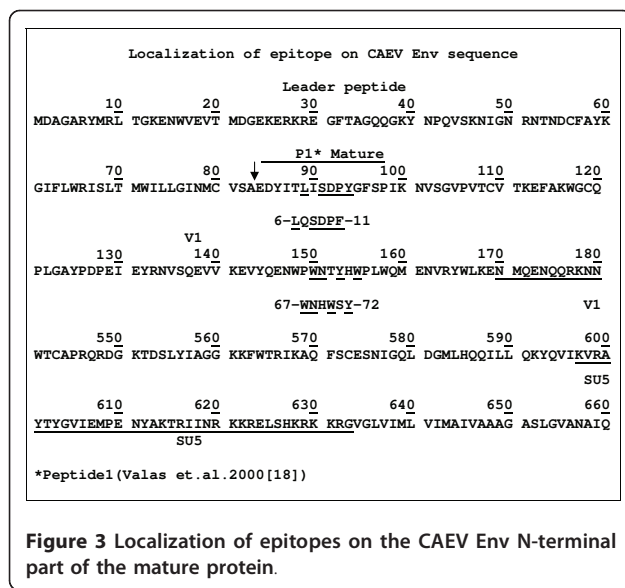 Localization of epitope on CAEV Env sequence
Leader peptide
10 20 30 40 50 60
MDAGARYMRL TGKENWVEVT MDGEKERKRE GFTAGQQGKY NPQVSKNIGN RNTNDCFAYK
P1* Mature
70 80 90 100 110 120
GIFLWRISLT MWILLGINMC VSAEDYITLI SDPYGFSPIK NVSGVPVTCV TKEFAKWGCQ
6-LQSDPF-11
V1
130 140 150 160 170 180
PLGAYPDPEI EYRNVSQEVV KEVYQENWPW NTYHWPLWQM ENVRYWLKEN MQENQQRKNN
67-WNHWSY-72 V1
550 560 570 580 590 600
WTCAPRQRDG KTDSLYIAGG KKFWTRIKAQ FSCESNIGQL DGMLHQQILL QKYQVIKVRA
SU5
610 620 630 640 650 660
YTYGVIEMPE NYAKTRIINR KKRELSHKRK KRGVGLVIML VIMAIVAAAG ASLGVANAIQ
SU5
*Peptide1(Valas et.al.2000[18])
Figure 3 Localization of epitopes on the CAEV Env N-terminal
part of the mature protein.